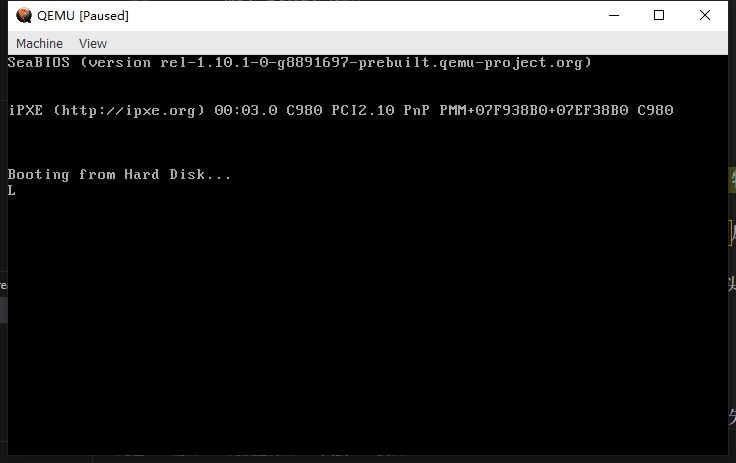 QEMU [Paused]
Machine View
SeaBIOS (version rel-1.10.1-0-g8891697-prebuilt.qemu-project.org)
iPXE (http://ipxe.org) 00:03.0 C980 PCI2.10 PnP PMM+07F938B0+07EF38B0 C980
Booting from Hard Disk...
L